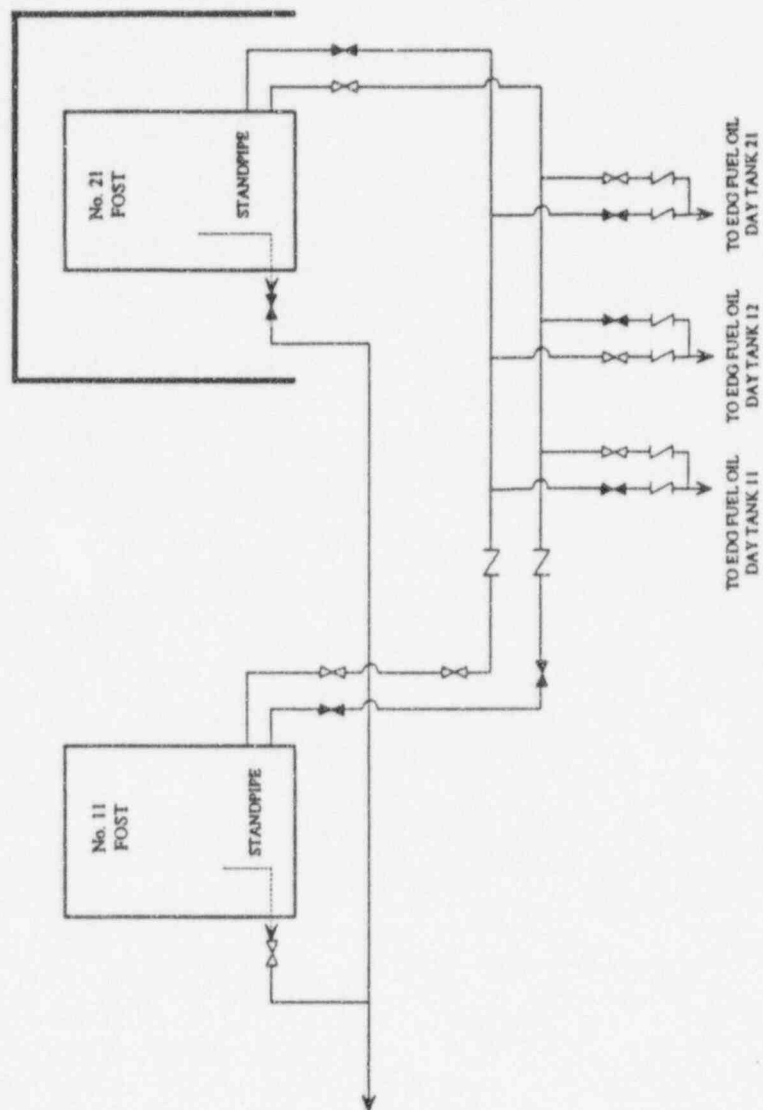 No. 21
FOST
STANDPIPE
No. 11
FOST
STANDPIPE
TO EDG FUEL OIL
DAY TANK 21
TO EDG FUEL OIL
DAY TANK 12
TO EDG FUEL OIL
DAY TANK 11